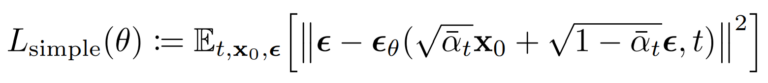 L_simple(θ) := 𝔼_{t,𝐱₀,𝛜}[‖𝛜 − 𝛜_θ(√ᾱ_t 𝐱₀ + √1 − ᾱ_t 𝛜, t)‖²]